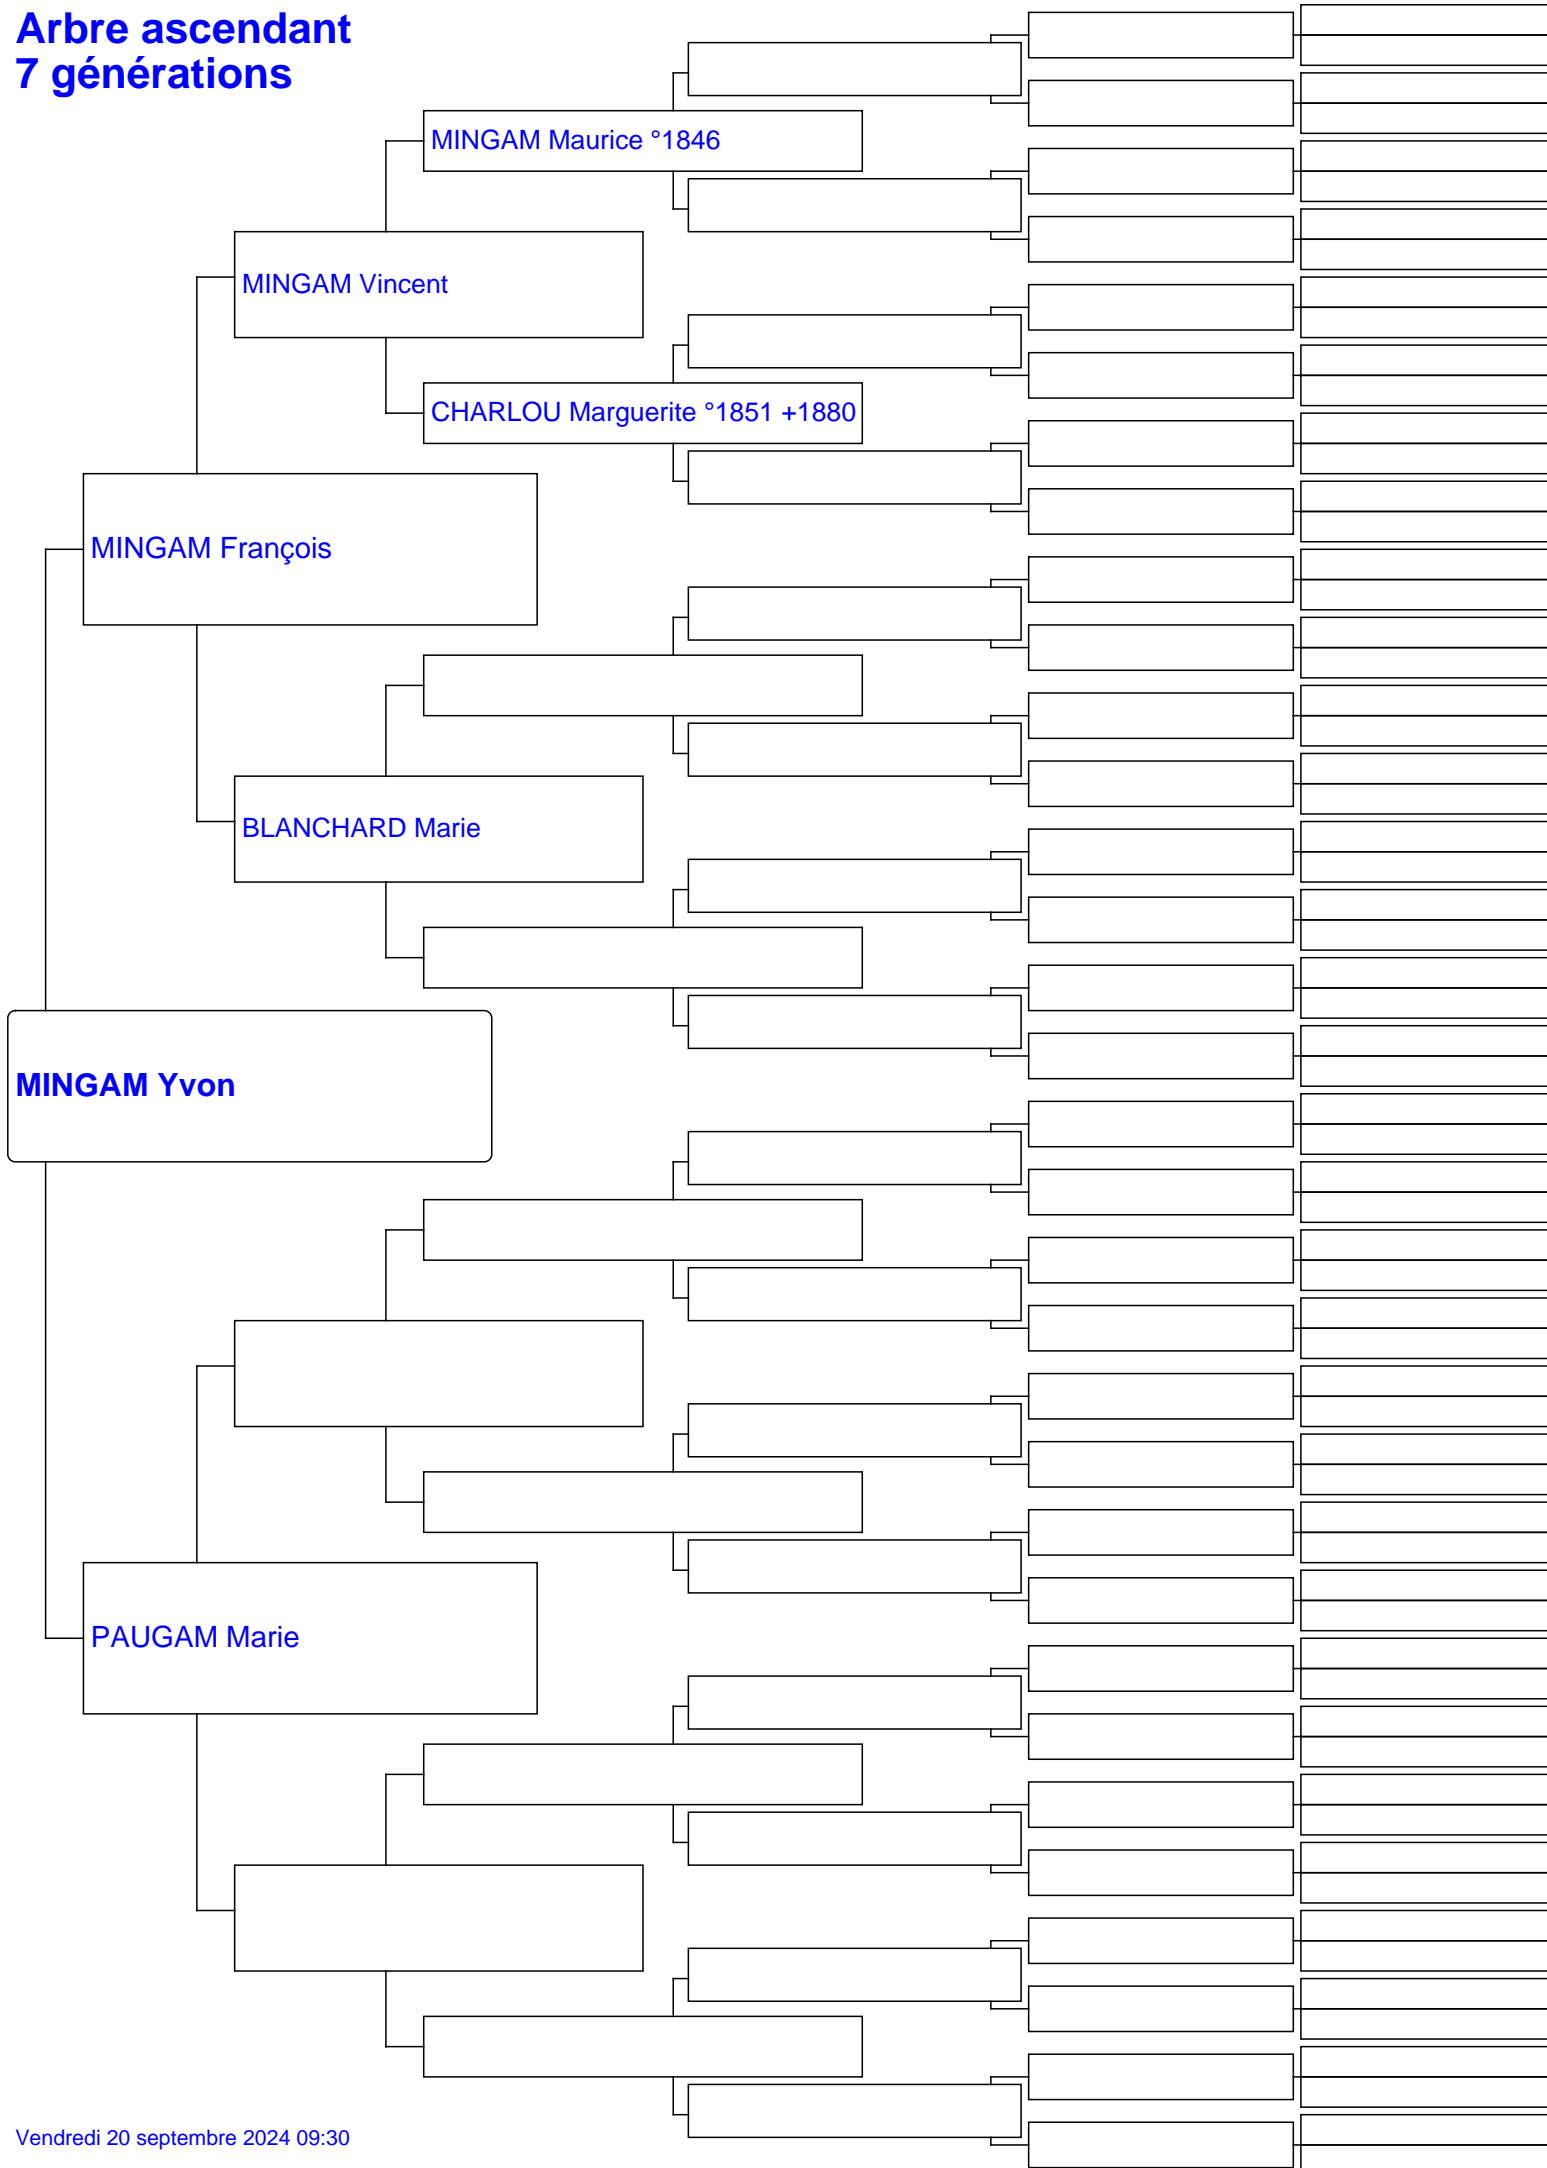 Arbre ascendant
7 générations
MINGAM Maurice °1846
MINGAM Vincent
CHARLOU Marguerite °1851 +1880
MINGAM François
BLANCHARD Marie
MINGAM Yvon
PAUGAM Marie
Vendredi 20 septembre 2024 09:30